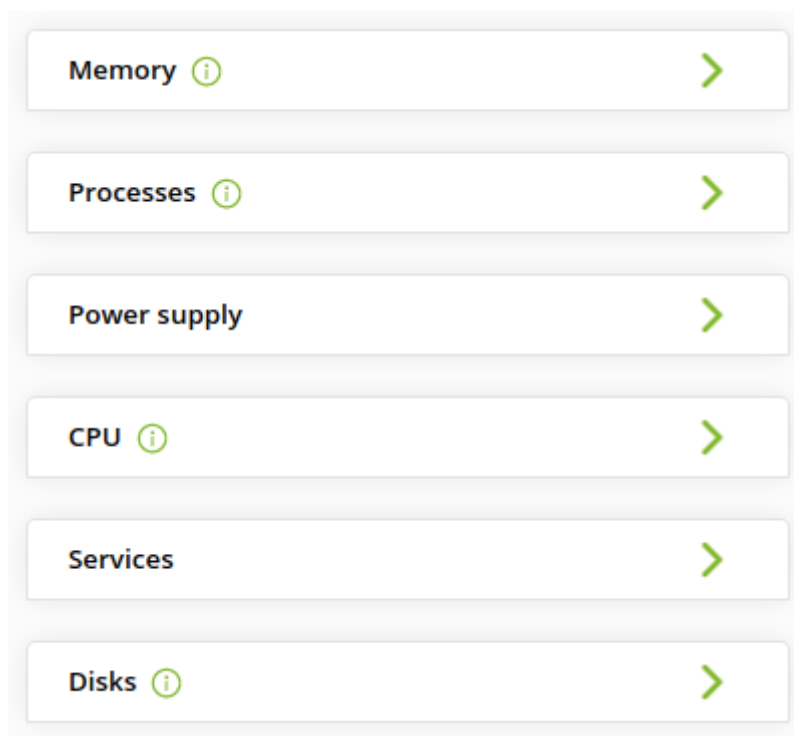 Memory
Processes
Power supply
CPU
Services
Disks